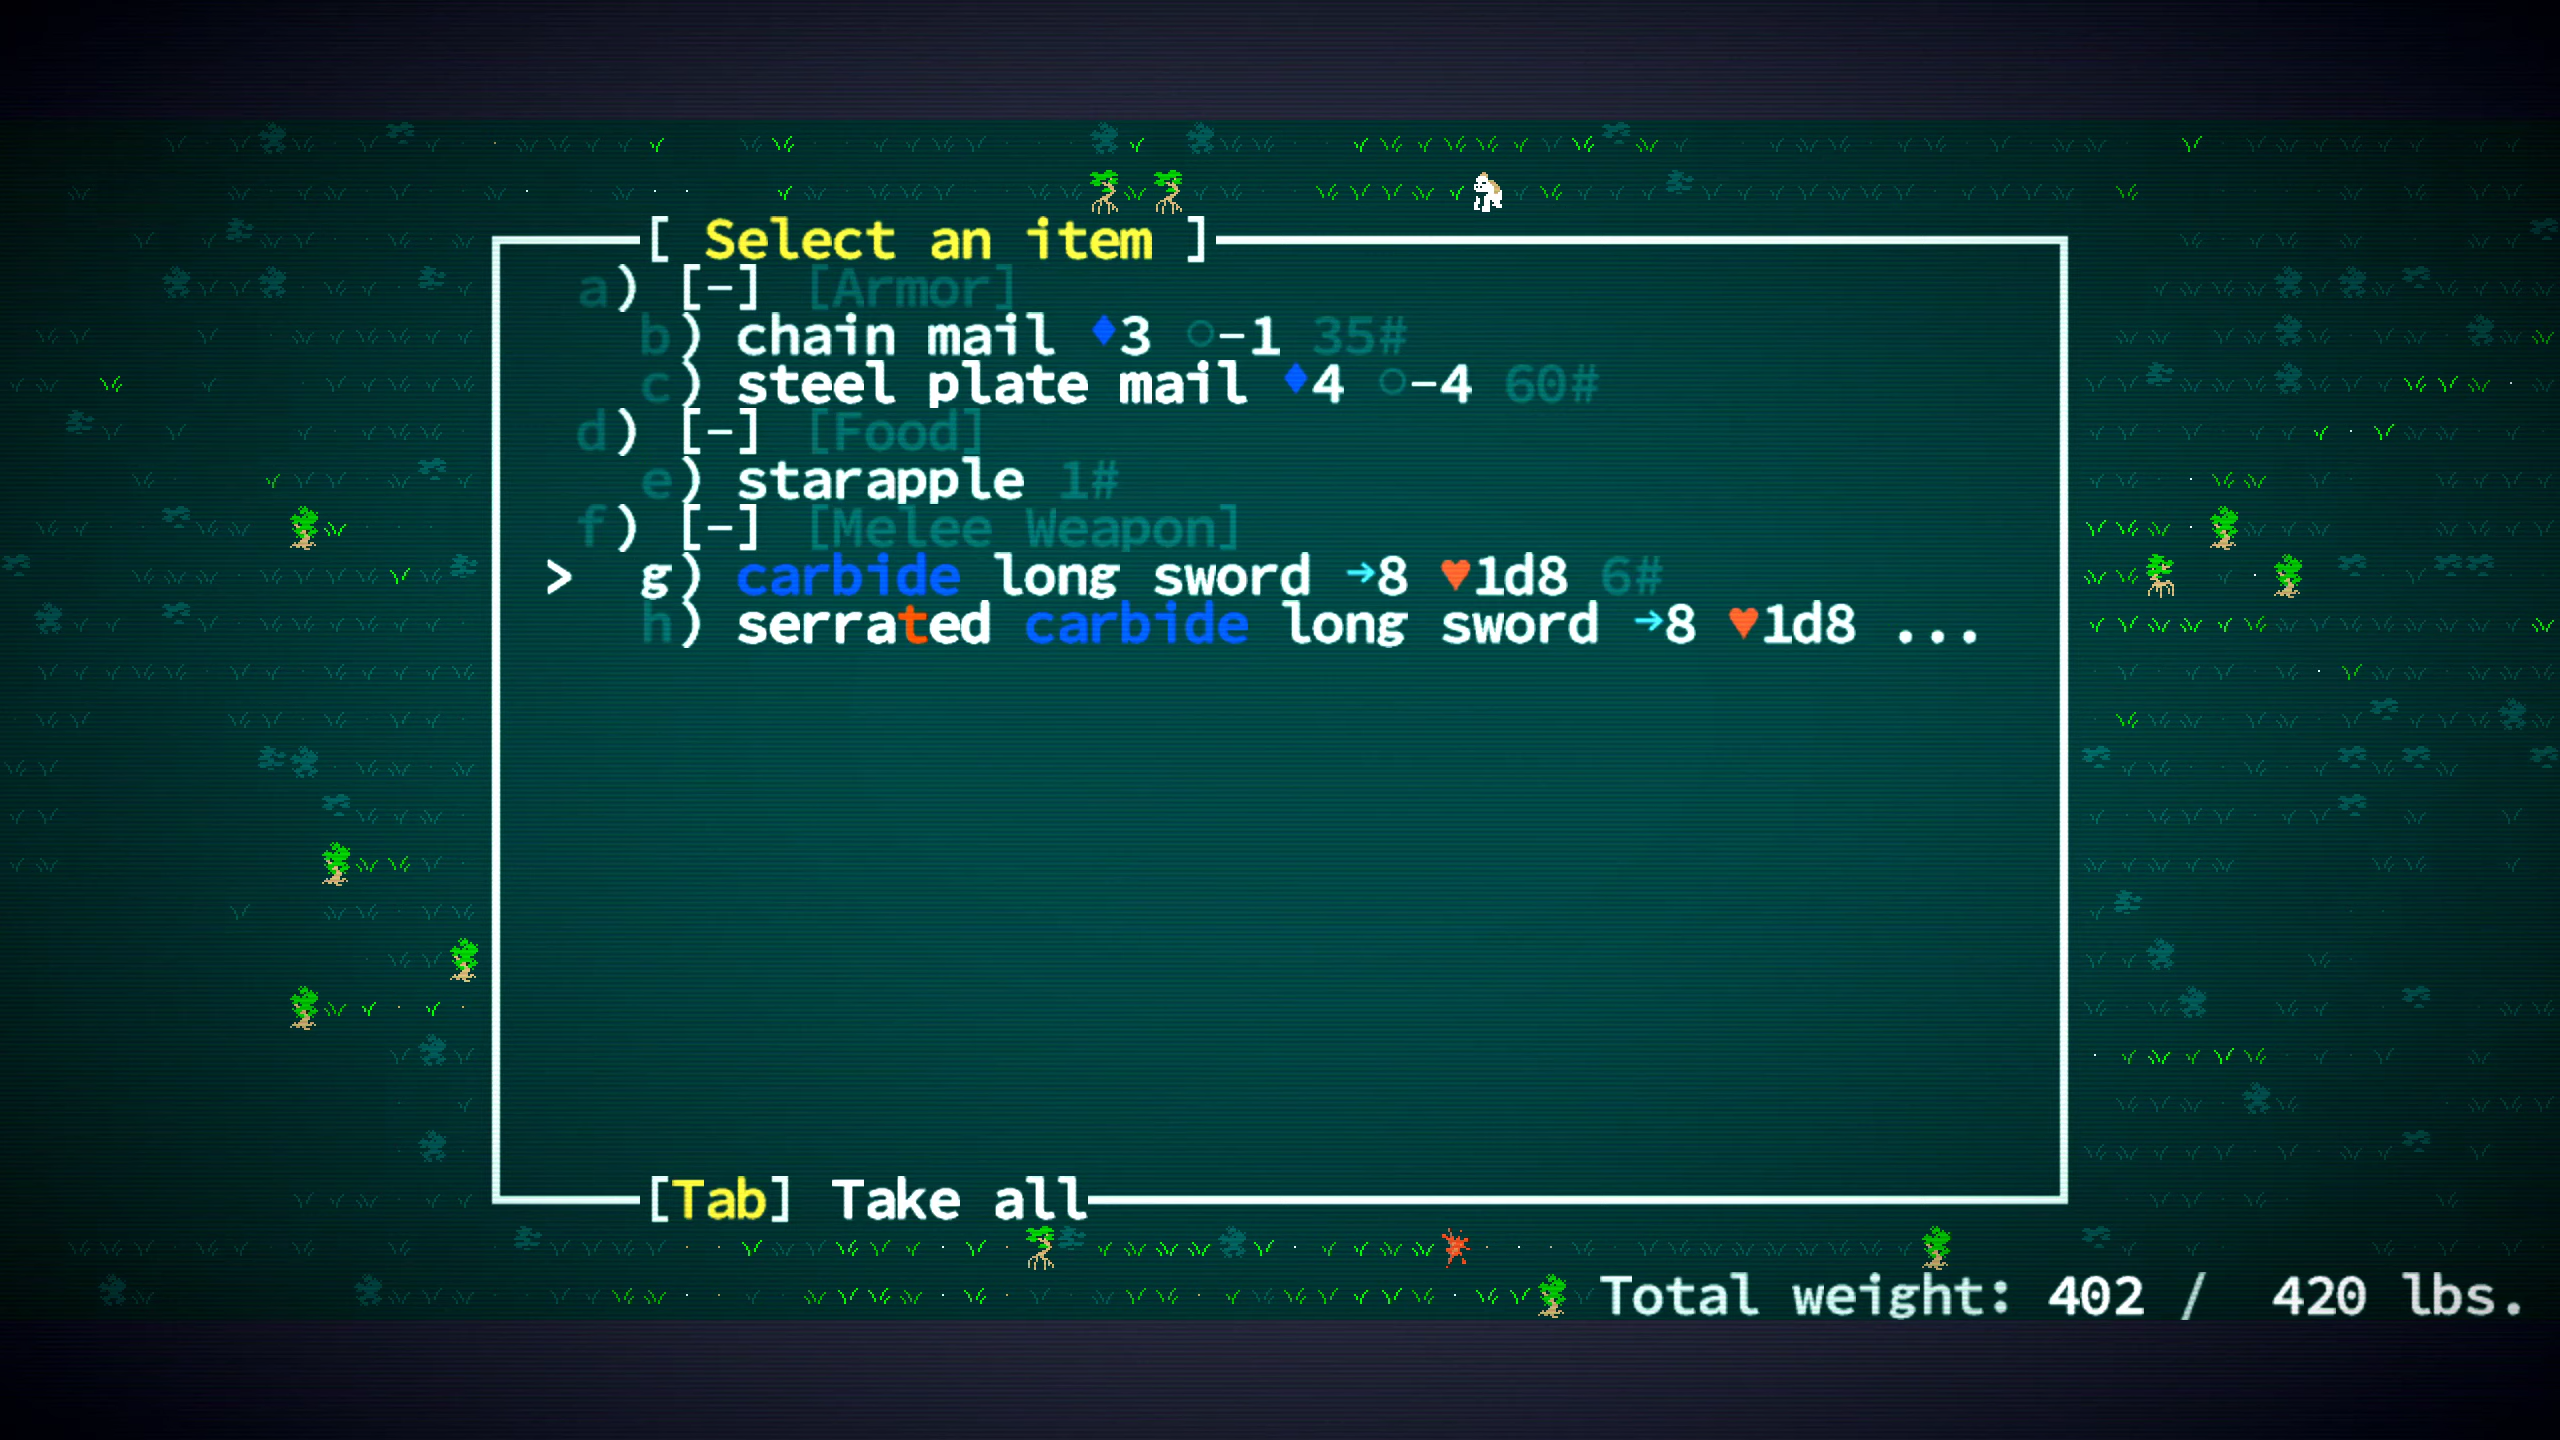 [ Select an item ]
a) [-] [Armor]
b) chain mail ♦3 ○-1 35#
c) steel plate mail ♦4 ○-4 60#
d) [-] [Food]
e) starapple 1#
f) [-] [Melee Weapon]
> g) carbide long sword →8 ♥1d8 6#
h) serrated carbide long sword →8 ♥1d8 ...
[Tab] Take all
Total weight: 402 / 420 lbs.